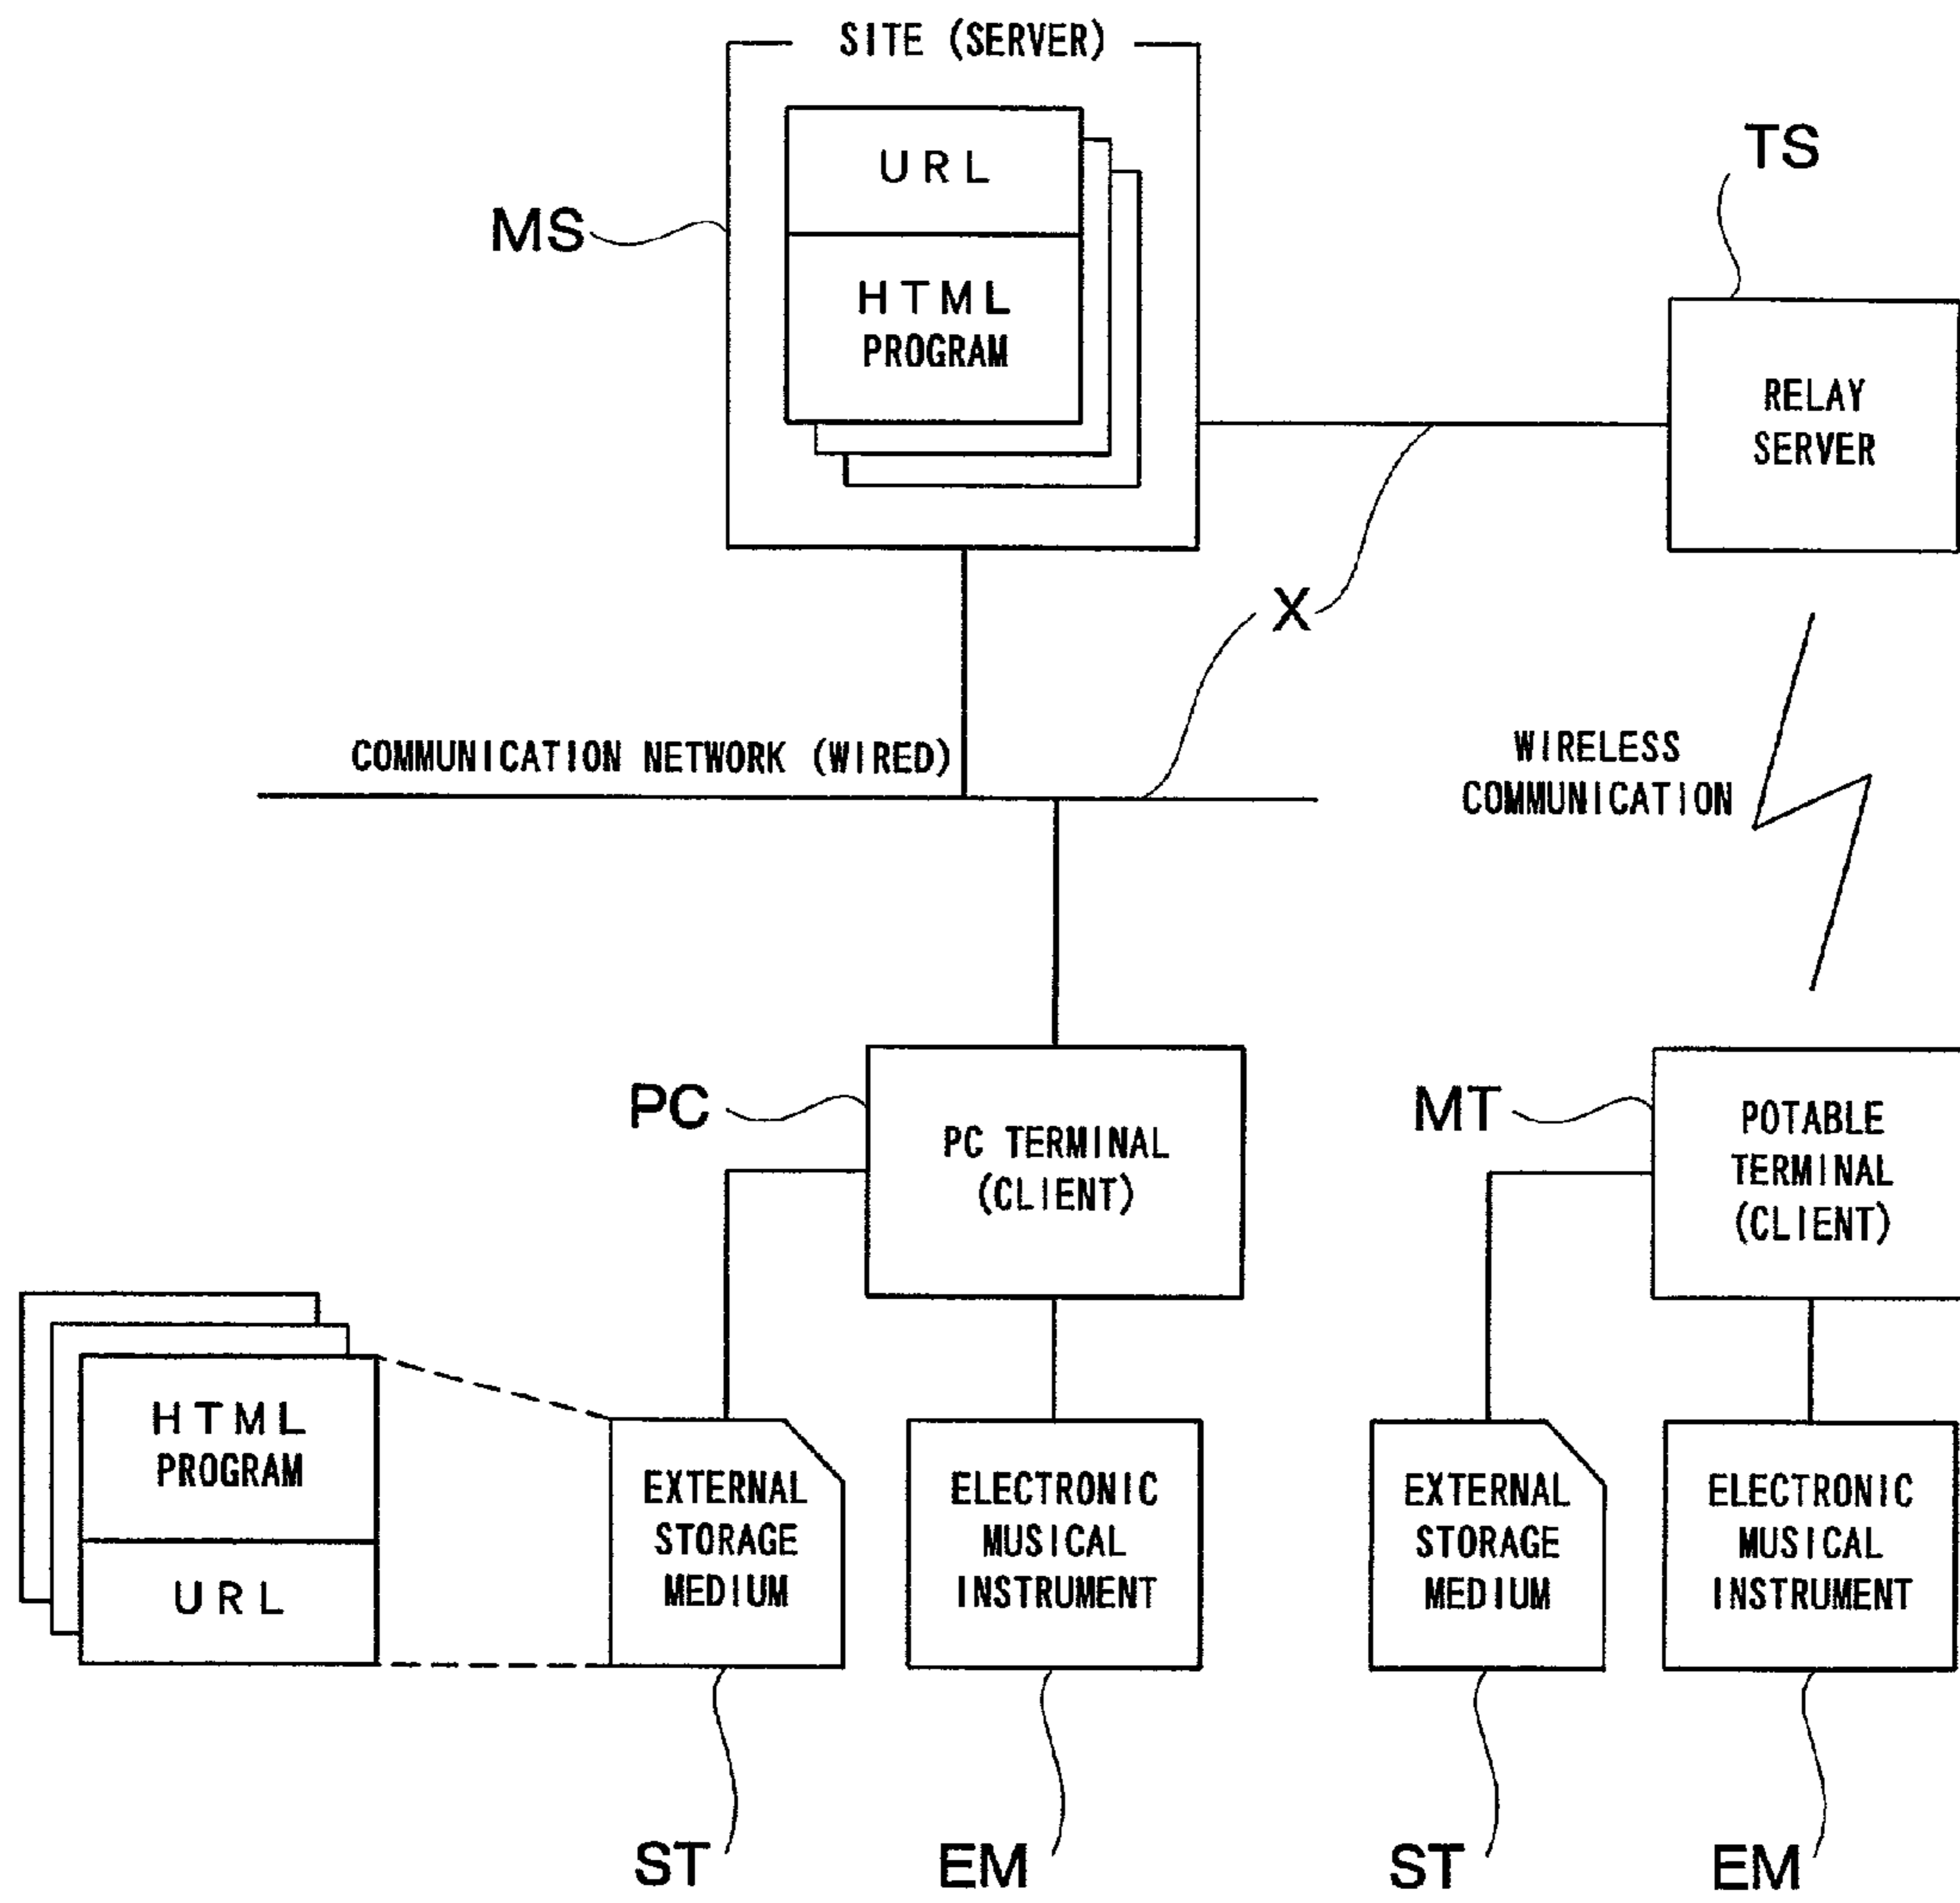 SITE (SERVER)
URL
HTML
PROGRAM
MS
TS
RELAY
SERVER
X
COMMUNICATION NETWORK (WIRED)
WIRELESS
COMMUNICATION
PC
PC TERMINAL
(CLIENT)
MT
POTABLE
TERMINAL
(CLIENT)
HTML
PROGRAM
URL
EXTERNAL
STORAGE
MEDIUM
ELECTRONIC
MUSICAL
INSTRUMENT
EXTERNAL
STORAGE
MEDIUM
ELECTRONIC
MUSICAL
INSTRUMENT
ST
EM
ST
EM